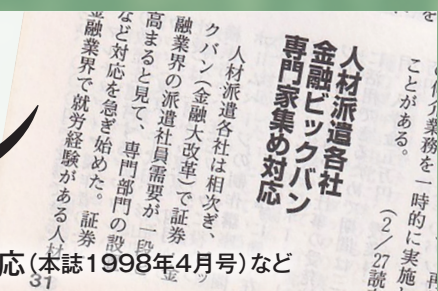 介業務を一時的に実施
ことがある。
(2/27読
人材派遣各社
金融ビックバン
専門家集め対応
人材派遣各社は相次ぎ、
クバン(金融大改革)で証券
融業界の派遣社員需要が一段
高まると見て、専門部門の設
など対応を急ぎ始めた。証券
金融業界で就労経験がある人材
31
応(本誌1998年4月号)など